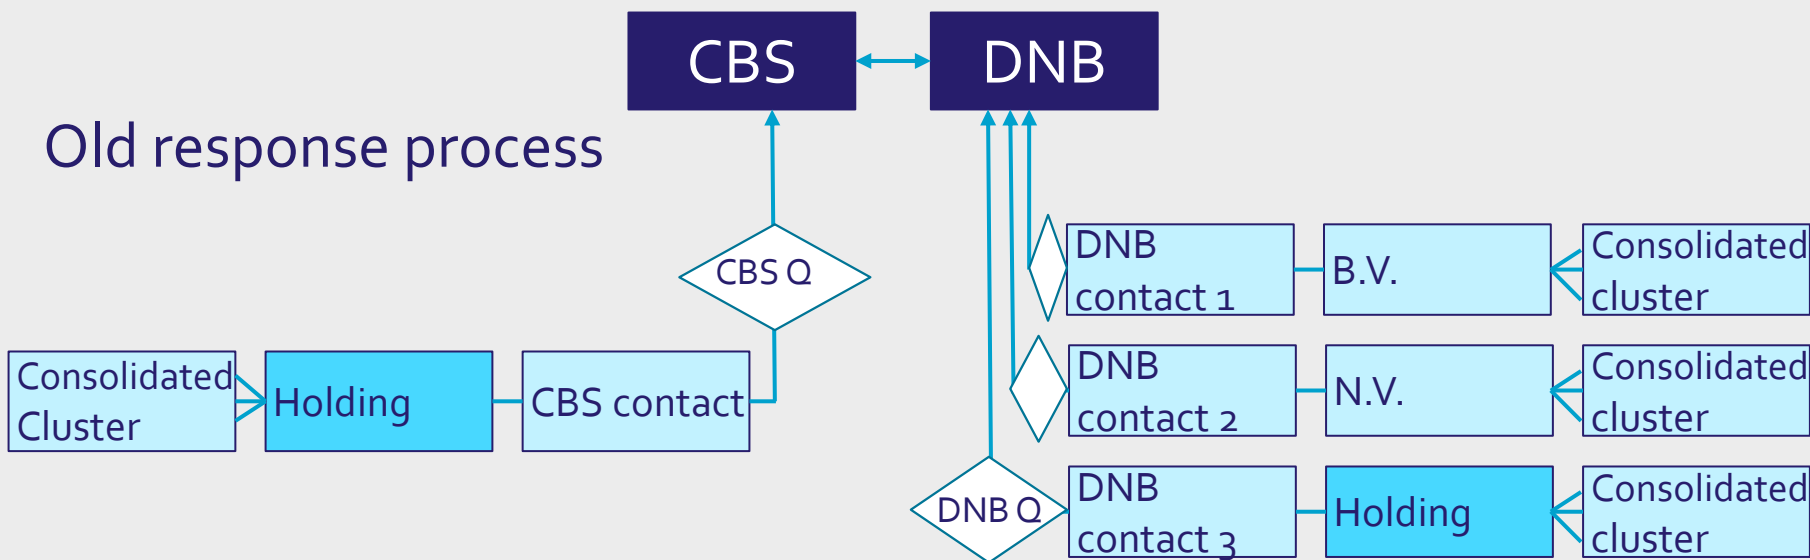 CBS
DNB
Old response process
CBS Q
DNB
contact 1
B.V.
Consolidated
cluster
Consolidated
Cluster
Holding
CBS contact
DNB
contact 2
N.V.
Consolidated
cluster
DNB Q
DNB
contact 3
Holding
Consolidated
cluster